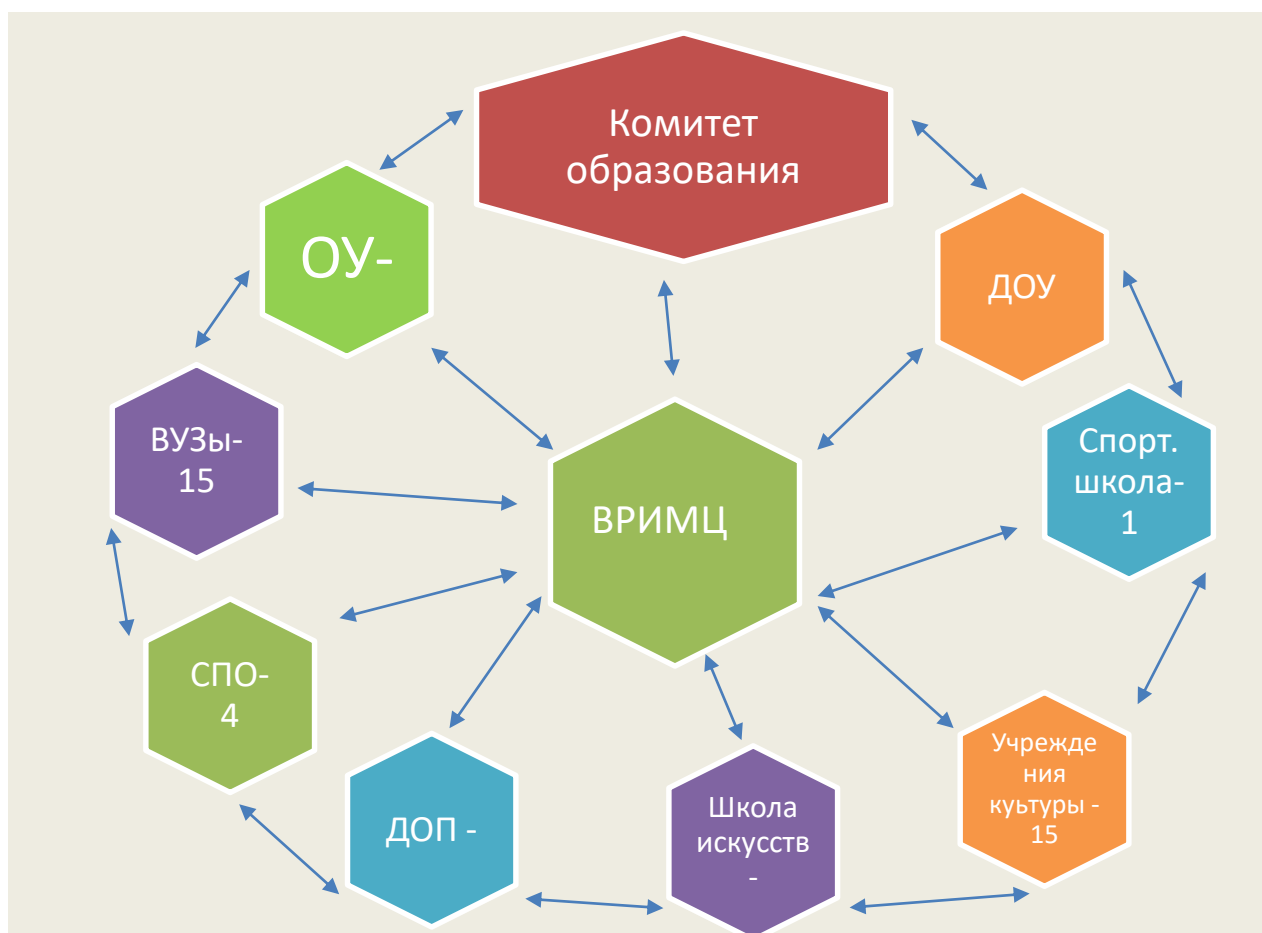 Комитет
образования
ОУ-
ДОУ
ВУЗы-
15
Спорт.
школа-
1
ВРИМЦ
СПО-
4
Учрежде
ния
куьтуры -
15
ДОП -
Школа
искусств
-